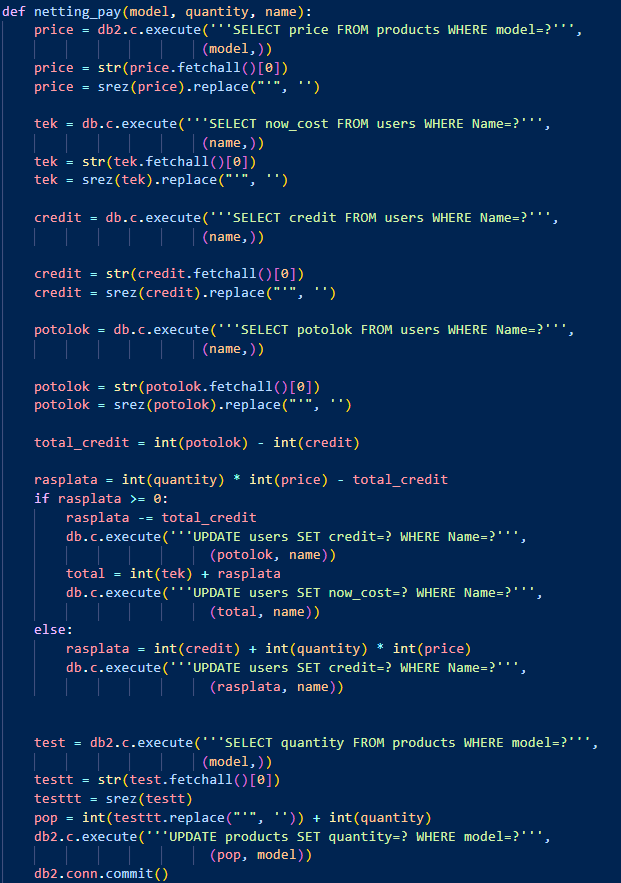 def netting_pay(model, quantity, name):
    price = db2.c.execute('''SELECT price FROM products WHERE model=?''',
                         (model,))
    price = str(price.fetchall()[0])
    price = srez(price).replace("'", '')

    tek = db.c.execute('''SELECT now_cost FROM users WHERE Name=?''',
                         (name,))
    tek = str(tek.fetchall()[0])
    tek = srez(tek).replace("'", '')

    credit = db.c.execute('''SELECT credit FROM users WHERE Name=?''',
                         (name,))

    credit = str(credit.fetchall()[0])
    credit = srez(credit).replace("'", '')

    potolok = db.c.execute('''SELECT potolok FROM users WHERE Name=?''',
                         (name,))

    potolok = str(potolok.fetchall()[0])
    potolok = srez(potolok).replace("'", '')

    total_credit = int(potolok) - int(credit)

    rasplata = int(quantity) * int(price) - total_credit
    if rasplata >= 0:
        rasplata -= total_credit
        db.c.execute('''UPDATE users SET credit=? WHERE Name=?''',
                          (potolok, name))
        total = int(tek) + rasplata
        db.c.execute('''UPDATE users SET now_cost=? WHERE Name=?''',
                          (total, name))
    else:
        rasplata = int(credit) + int(quantity) * int(price)
        db.c.execute('''UPDATE users SET credit=? WHERE Name=?''',
                          (rasplata, name))


    test = db2.c.execute('''SELECT quantity FROM products WHERE model=?''',
                         (model,))
    testt = str(test.fetchall()[0])
    testtt = srez(testt)
    pop = int(testtt.replace("'", '')) + int(quantity)
    db2.c.execute('''UPDATE products SET quantity=? WHERE model=?''',
                          (pop, model))
    db2.conn.commit()